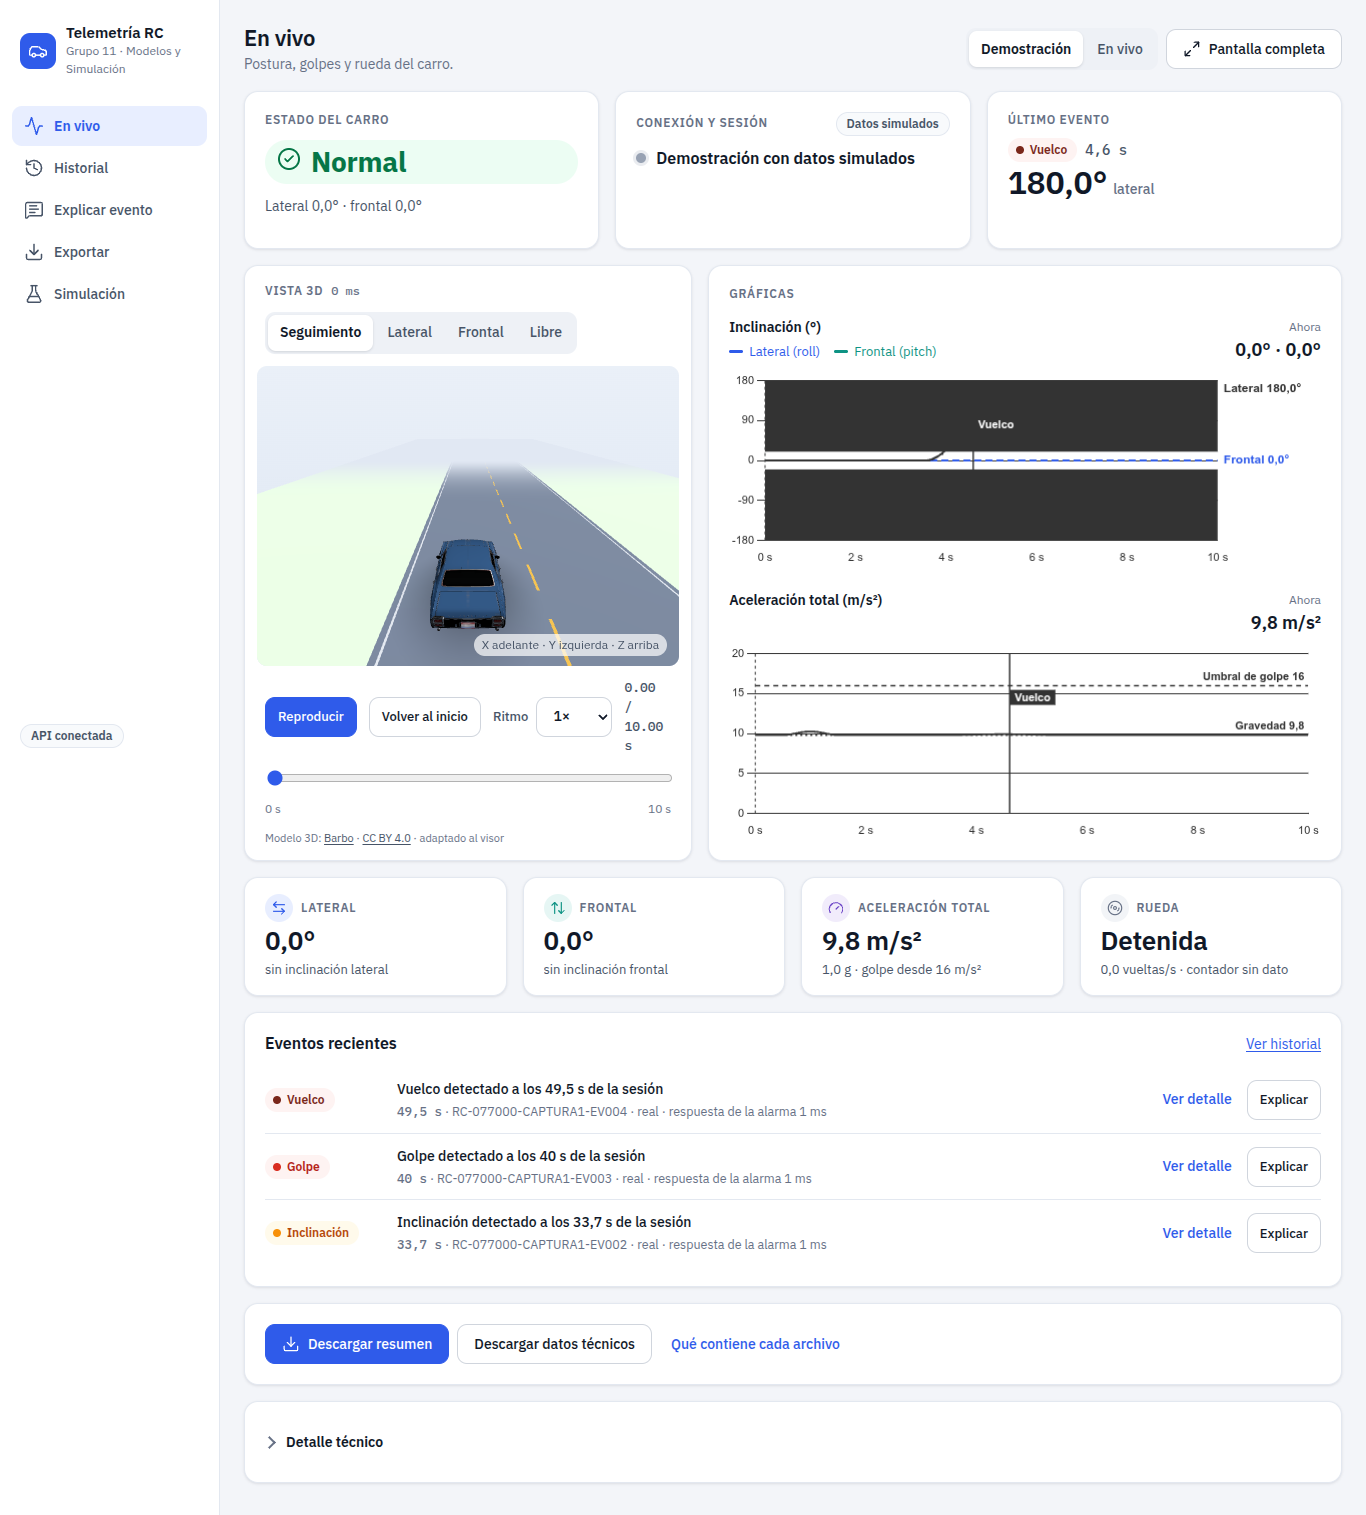 Telemetría RC
Grupo 11 · Modelos y
Simulación
En vivo
Historial
Explicar evento
Exportar
Simulación
API conectada
En vivo
Postura, golpes y rueda del carro.
Demostración
En vivo
Pantalla completa
ESTADO DEL CARRO
Normal
Lateral 0,0° · frontal 0,0°
CONEXIÓN Y SESIÓN
Datos simulados
Demostración con datos simulados
ÚLTIMO EVENTO
Vuelco 4,6 s
180,0° lateral
VISTA 3D 0 ms
Seguimiento
Lateral
Frontal
Libre
X adelante · Y izquierda · Z arriba
Reproducir
Volver al inicio
Ritmo
1×
0.00
/
10.00
s
0 s
10 s
Modelo 3D: Barbo · CC BY 4.0 · adaptado al visor
GRÁFICAS
Inclinación (°)
Ahora
Lateral (roll)
Frontal (pitch)
0,0° · 0,0°
180
90
0
-90
-180
Vuelco
Lateral 180,0°
Frontal 0,0°
0 s
2 s
4 s
6 s
8 s
10 s
Aceleración total (m/s²)
Ahora
9,8 m/s²
20
15
10
5
0
Umbral de golpe 16
Vuelco
Gravedad 9,8
0 s
2 s
4 s
6 s
8 s
10 s
LATERAL
0,0°
sin inclinación lateral
FRONTAL
0,0°
sin inclinación frontal
ACELERACIÓN TOTAL
9,8 m/s²
1,0 g · golpe desde 16 m/s²
RUEDA
Detenida
0,0 vueltas/s · contador sin dato
Eventos recientes
Ver historial
Vuelco
Vuelco detectado a los 49,5 s de la sesión
49,5 s · RC-077000-CAPTURA1-EV004 · real · respuesta de la alarma 1 ms
Ver detalle
Explicar
Golpe
Golpe detectado a los 40 s de la sesión
40 s · RC-077000-CAPTURA1-EV003 · real · respuesta de la alarma 1 ms
Ver detalle
Explicar
Inclinación
Inclinación detectado a los 33,7 s de la sesión
33,7 s · RC-077000-CAPTURA1-EV002 · real · respuesta de la alarma 1 ms
Ver detalle
Explicar
Descargar resumen
Descargar datos técnicos
Qué contiene cada archivo
Detalle técnico